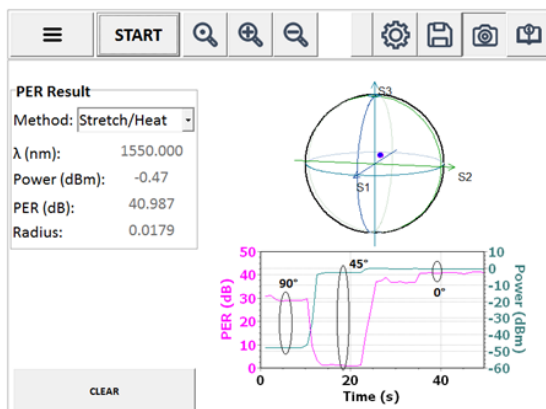 START
PER Result
Method: Stretch/Heat
λ (nm): 1550.000
Power (dBm): -0.47
PER (dB): 40.987
Radius: 0.0179
CLEAR
S3
S2
S1
50
40
30
20
10
0
PER (dB)
90°
45°
0°
10
0
-10
-20
-30
-40
-50
-60
Power (dBm)
0 20 40
Time (s)